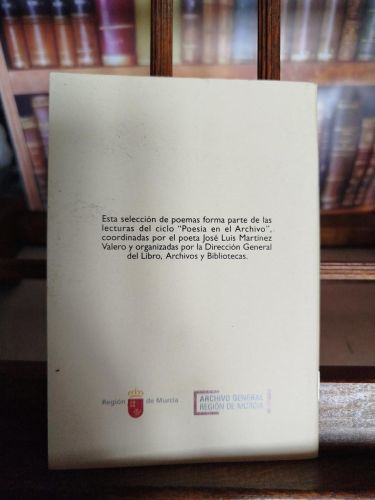 Esta selección de poemas forma parte de las
lecturas del ciclo "Poesía en el Archivo",
coordinadas por el poeta José Luis Martínez
Valero y organizadas por la Dirección General
del Libro, Archivos y Bibliotecas.
Región de Murcia
ARCHIVO GENERAL
REGIÓN DE MURCIA